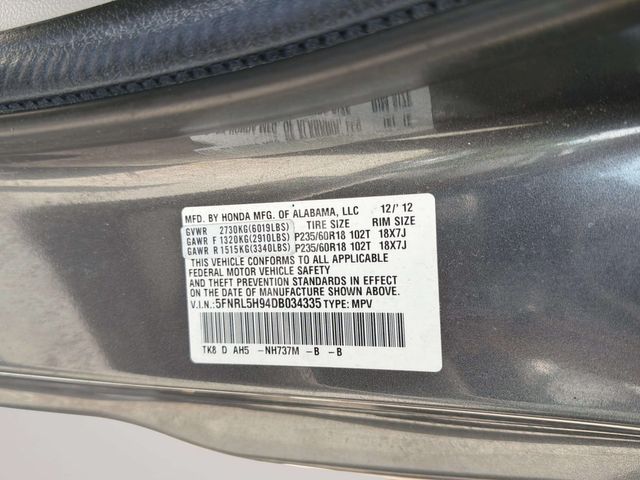 MFD. BY HONDA MFG. OF ALABAMA, LLC 12/'12
GVWR 2730KG(6019LBS) TIRE SIZE RIM SIZE
GAWR F 1320KG(2910LBS) P235/60R18 102T 18X7J
GAWR R 1515KG(3340LBS) P235/60R18 102T 18X7J
THIS VEHICLE CONFORMS TO ALL APPLICABLE
FEDERAL MOTOR VEHICLE SAFETY
AND THEFT PREVENTION STANDARDS IN EFFECT
ON THE DATE OF MANUFACTURE SHOWN ABOVE.
V.I.N.: 5FNRL5H94DB034335 TYPE: MPV
TK8 D AH5 -NH737M -B -B